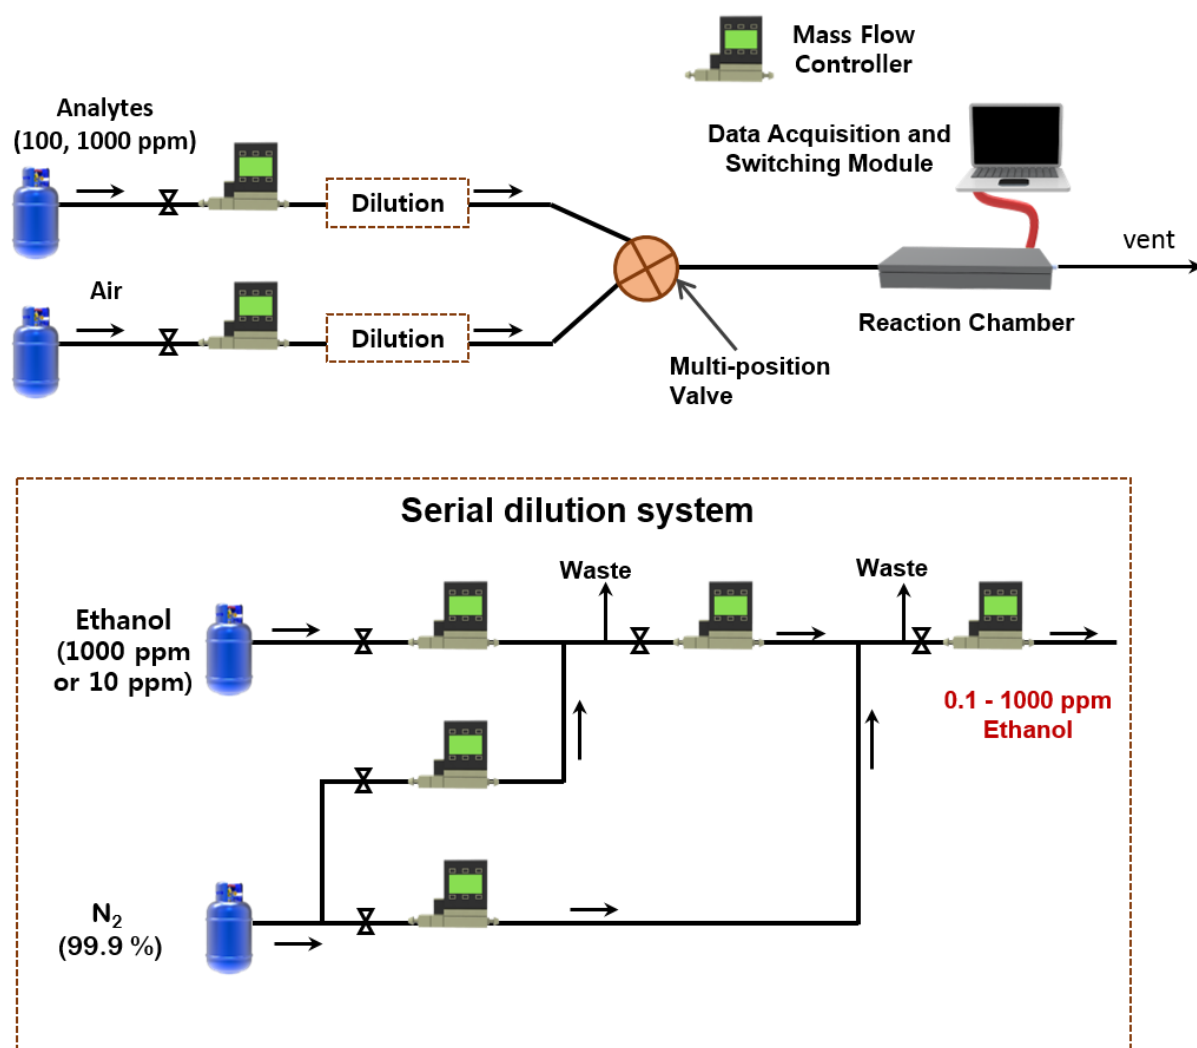 Mass Flow
Controller
Analytes
(100, 1000 ppm)
Data Acquisition and
Switching Module
Dilution
vent
Air
Reaction Chamber
Dilution
Multi-position
Valve
Serial dilution system
Waste
Waste
Ethanol
(1000 ppm
or 10 ppm)
0.1 - 1000 ppm
Ethanol
N₂
(99.9 %)